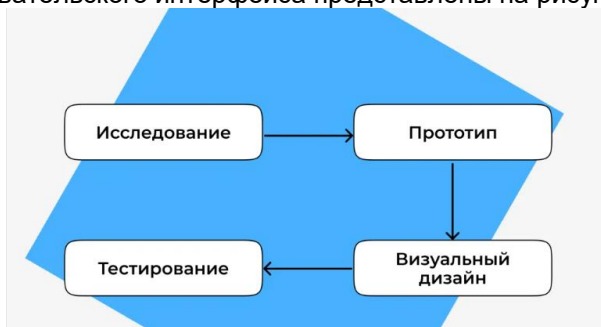 интерфейса представлены на
Исследование
Прототип
Визуальный
дизайн
Тестирование